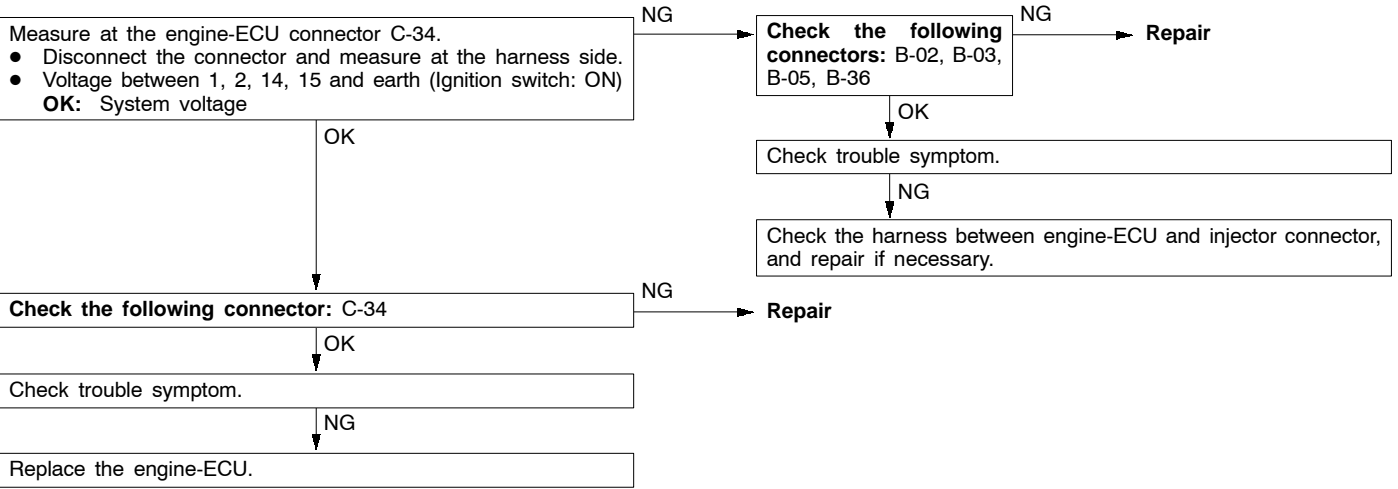 Measure at the engine-ECU connector C-34.
● Disconnect the connector and measure at the harness side.
● Voltage between 1, 2, 14, 15 and earth (Ignition switch: ON)
OK: System voltage
NG
Check the following
connectors: B-02, B-03,
B-05, B-36
NG
Repair
OK
Check trouble symptom.
NG
Check the harness between engine-ECU and injector connector,
and repair if necessary.
OK
Check the following connector: C-34
NG
Repair
OK
Check trouble symptom.
NG
Replace the engine-ECU.